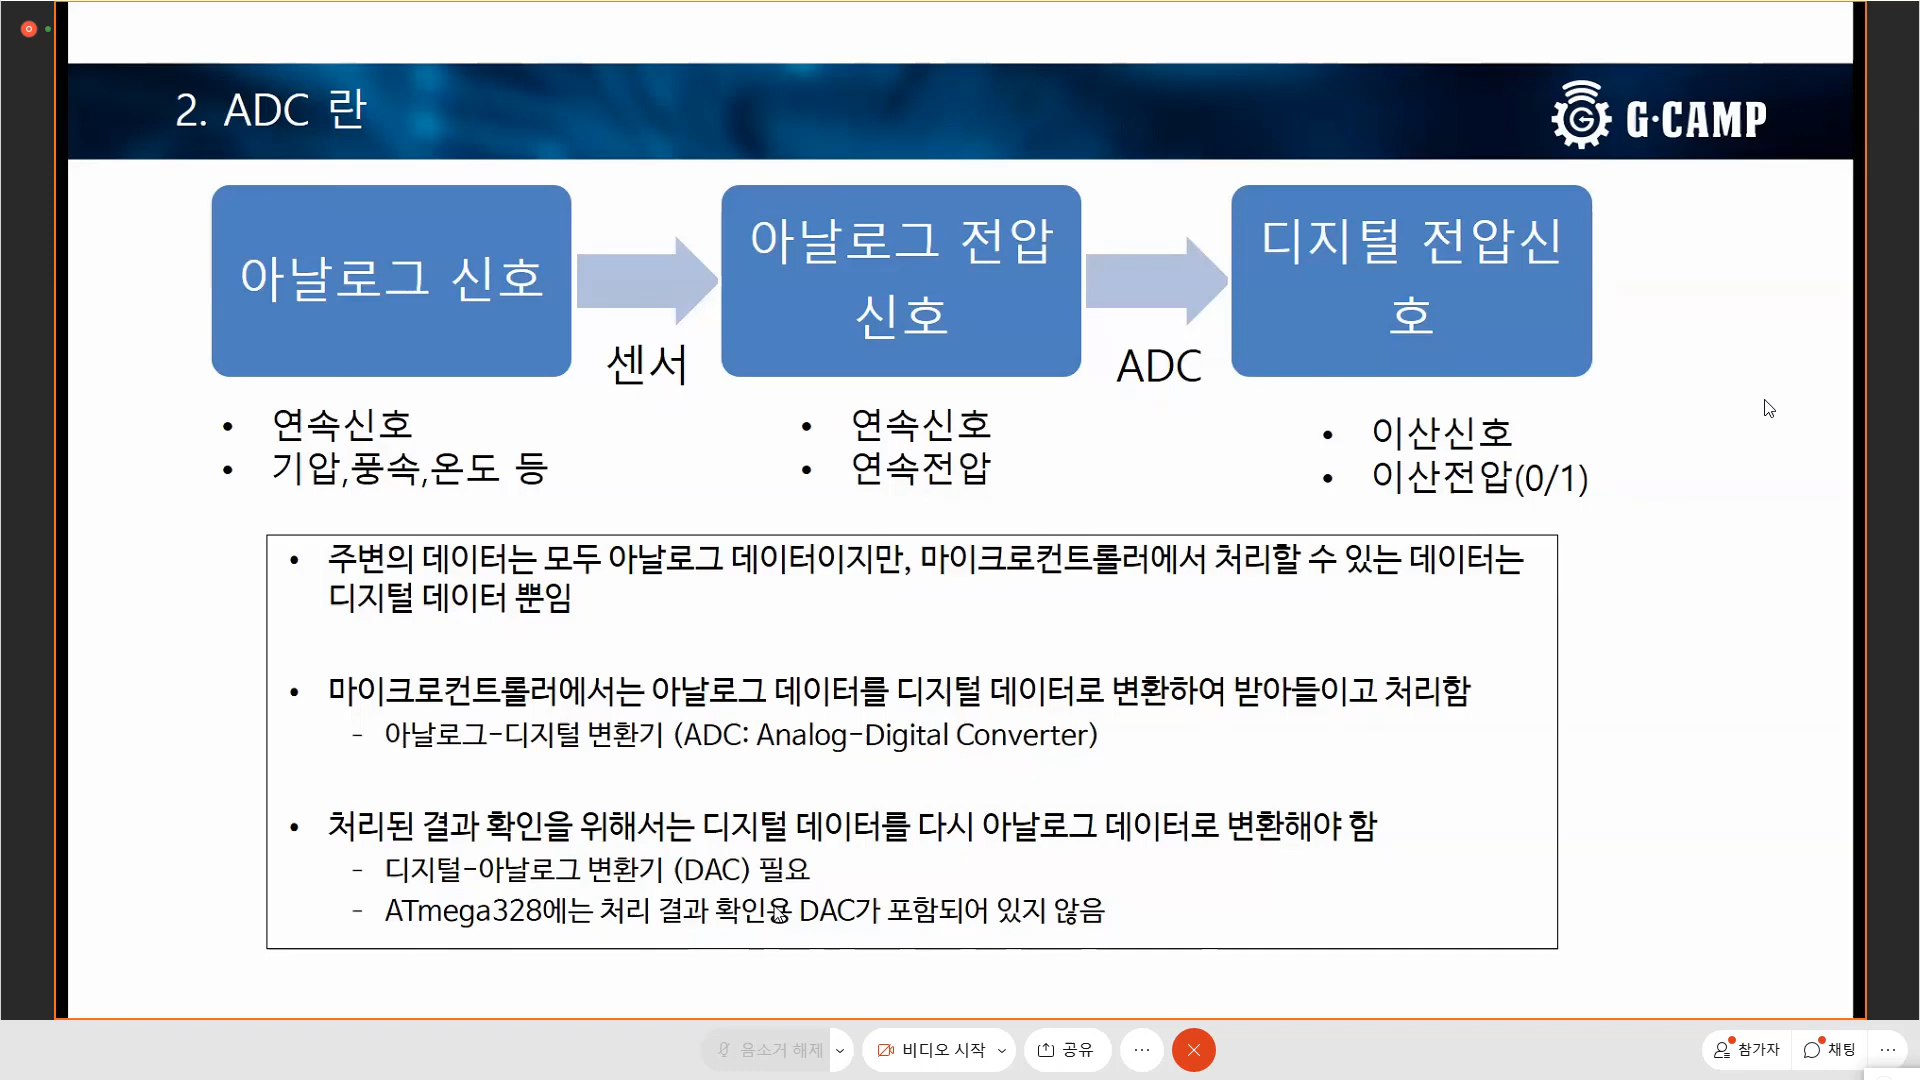 2. ADC 란
G·CAMP
아날로그 신호
센서
아날로그 전압
신호
ADC
디지털 전압신
호
• 연속신호
• 기압,풍속,온도 등
• 연속신호
• 연속전압
• 이산신호
• 이산전압(0/1)
• 주변의 데이터는 모두 아날로그 데이터이지만, 마이크로컨트롤러에서 처리할 수 있는 데이터는
디지털 데이터 뿐임
• 마이크로컨트롤러에서는 아날로그 데이터를 디지털 데이터로 변환하여 받아들이고 처리함
- 아날로그-디지털 변환기 (ADC: Analog-Digital Converter)
• 처리된 결과 확인을 위해서는 디지털 데이터를 다시 아날로그 데이터로 변환해야 함
- 디지털-아날로그 변환기 (DAC) 필요
- ATmega328에는 처리 결과 확인용 DAC가 포함되어 있지 않음
음소거 해제
비디오 시작
공유
참가자
채팅